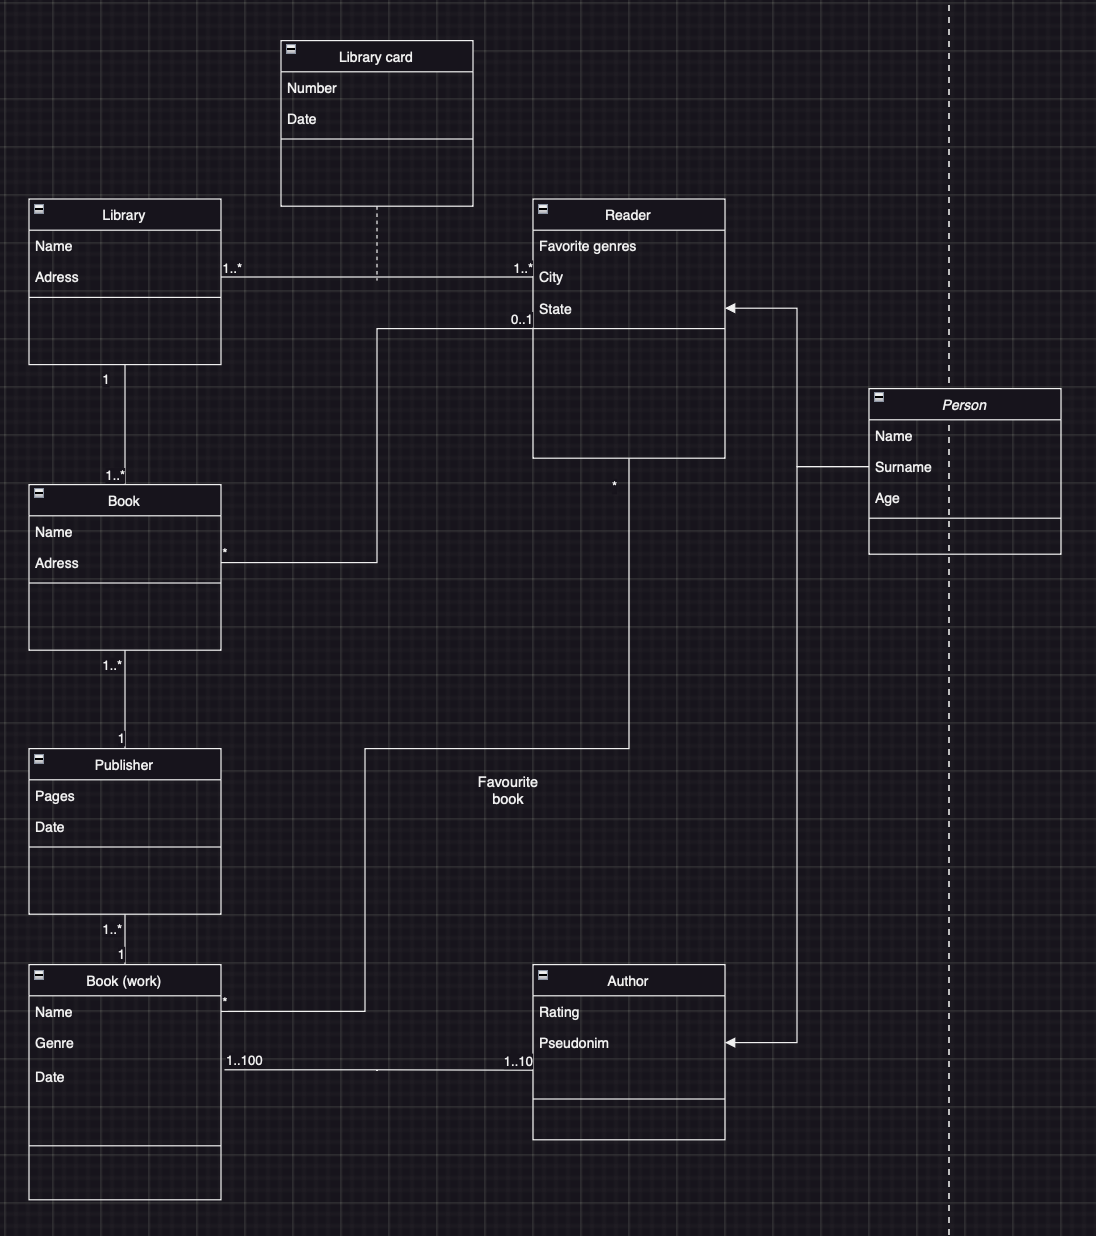 Library card
Number
Date
Library
Name
Adress
1..*
1..*
Reader
Favorite genres
City
State
0..1
1
1..*
Person
Name
Surname
Age
*
Book
Name
Adress
*
1..*
1
Publisher
Pages
Date
Favourite
book
1..*
1
Book (work)
Name
Genre
Date
*
1..100
1..10
Author
Rating
Pseudonim